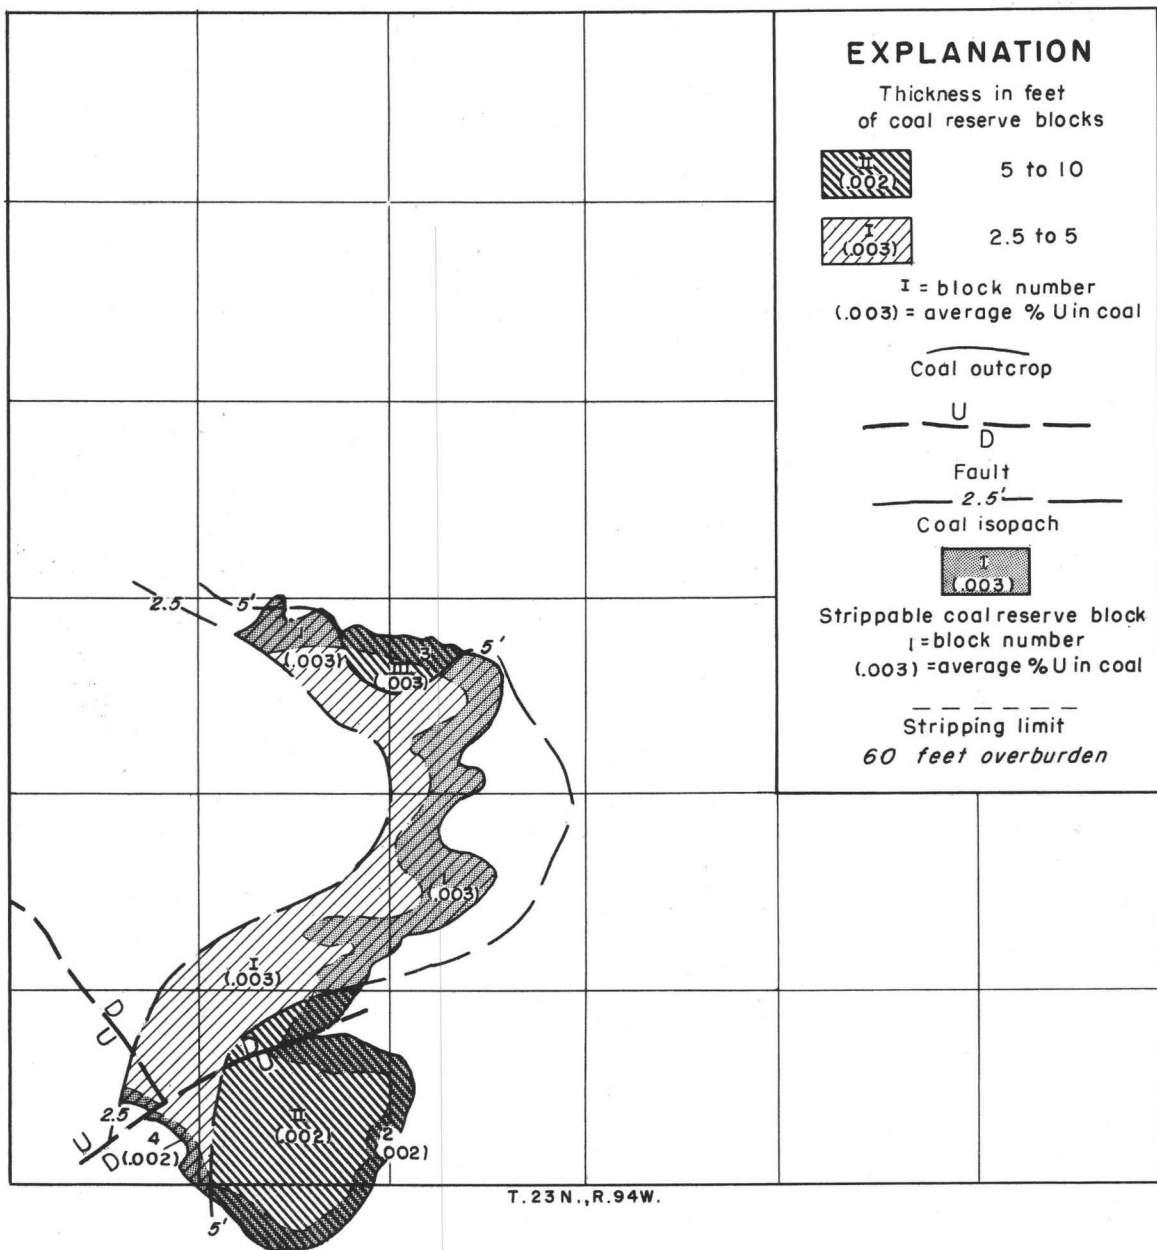 EXPLANATION
Thickness in feet
of coal reserve blocks
II
(.002)
5 to 10
I
(.003)
2.5 to 5
I = block number
(.003) = average % U in coal
Coal outcrop
U
D
Fault
2.5'
Coal isopach
I
(.003)
Strippable coal reserve block
I = block number
(.003) = average % U in coal
Stripping limit
60 feet overburden
2.5
5'
I
(.003)
3
III
.003)
5'
(.003)
I
(.003)
D
U
D
U
2.5
U
D
4
(.002)
II
(.002)
2
.002)
5'
T. 23 N., R. 94 W.